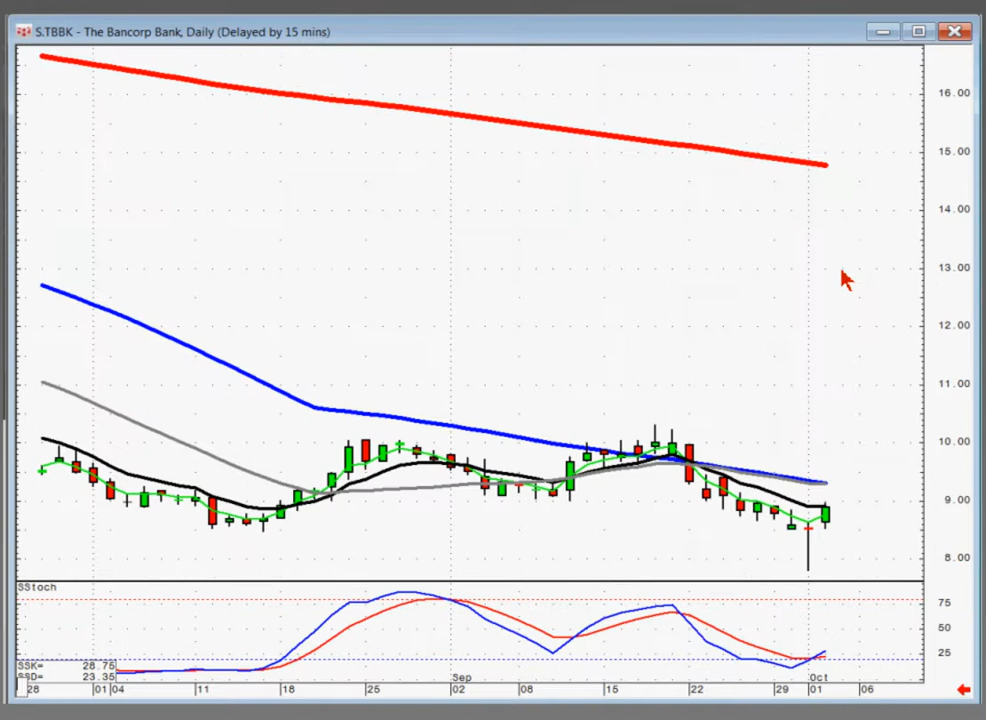 S.TBBK - The Bancorp Bank, Daily (Delayed by 15 mins)
16.00
15.00
14.00
13.00
12.00
11.00
10.00
9.00
8.00
SStoch
75
50
25
SSK= 28.75
SSD= 23.35
Sep Oct
28 01 04 11 18 25 02 08 15 22 29 01 06